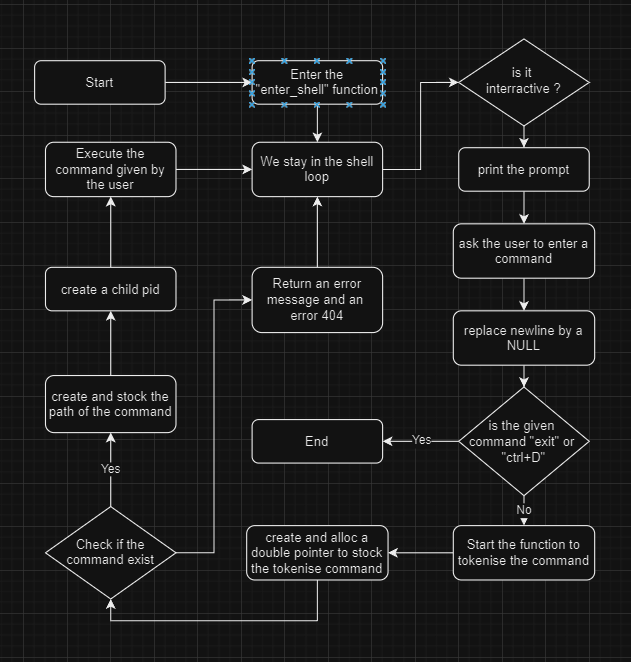 Start
Enter the
"enter_shell" function
is it
interractive ?
Execute the
command given by
the user
We stay in the shell
loop
print the prompt
ask the user to enter a
command
create a child pid
Return an error
message and an
error 404
replace newline by a
NULL
create and stock the
path of the command
is the given
command "exit" or
"ctrl+D"
Yes
End
Yes
No
Check if the
command exist
create and alloc a
double pointer to stock
the tokenise command
Start the function to
tokenise the command